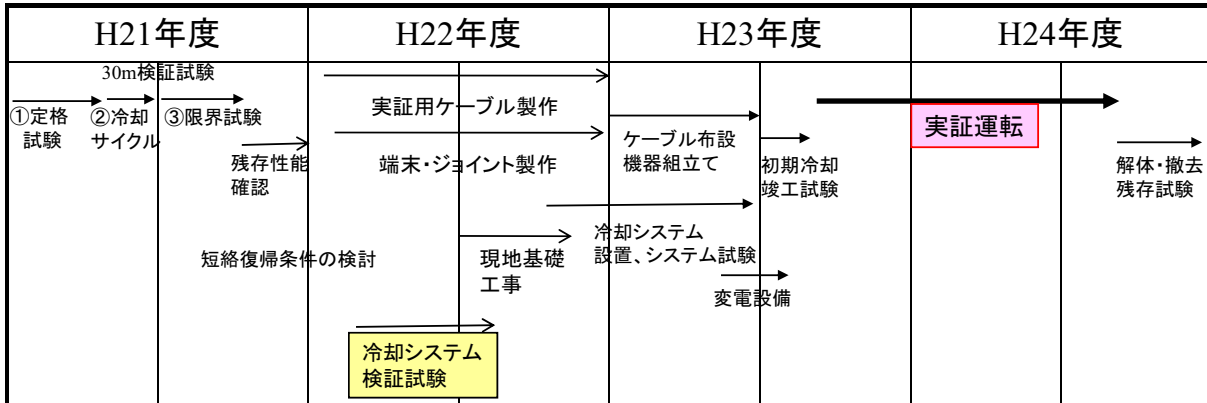 H21年度
H22年度
H23年度
H24年度
30m検証試験
①定格
試験
②冷却
サイクル
③限界試験
残存性能
確認
実証用ケーブル製作
端末・ジョイント製作
ケーブル布設
機器組立て
初期冷却
竣工試験
実証運転
解体・撤去
残存試験
短絡復帰条件の検討
現地基礎
工事
冷却システム
設置、システム試験
変電設備
冷却システム
検証試験